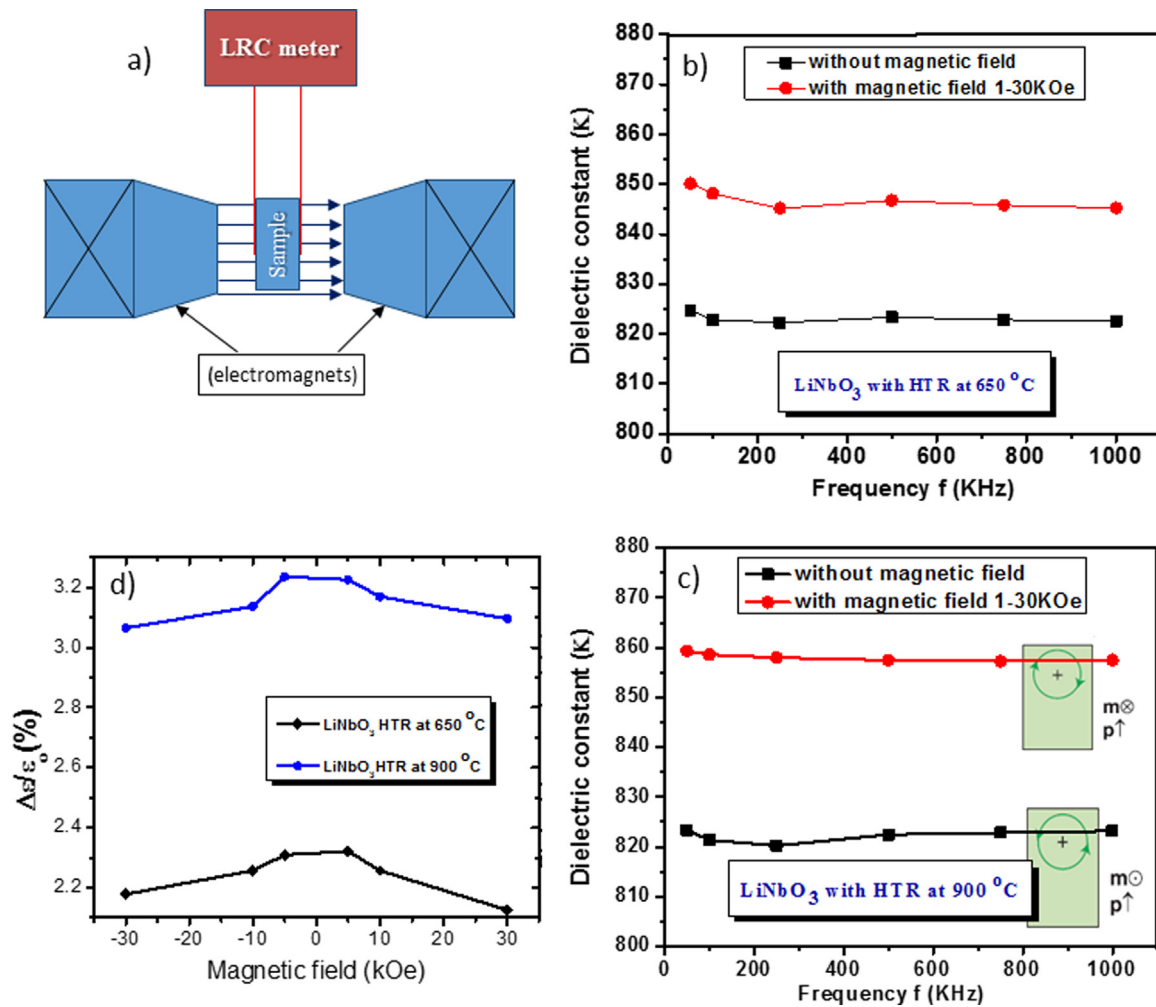 a)
LRC meter
Sample
(electromagnets)
b)
without magnetic field
with magnetic field 1-30KOe
Dielectric constant (K)
880
870
860
850
840
830
820
810
800
LiNbO3 with HTR at 650 °C
0 200 400 600 800 1000
Frequency f (KHz)
d)
Δε/εo(%)
3.2
3.0
2.8
2.6
2.4
2.2
LiNbO3 HTR at 650 °C
LiNbO3HTR at 900 °C
-30 -20 -10 0 10 20 30
Magnetic field (kOe)
c)
without magnetic field
with magnetic field 1-30KOe
Dielectric constant (K)
880
870
860
850
840
830
820
810
800
m⊗
p↑
m⊙
p↑
LiNbO3 with HTR at 900 °C
0 200 400 600 800 1000
Frequency f (KHz)